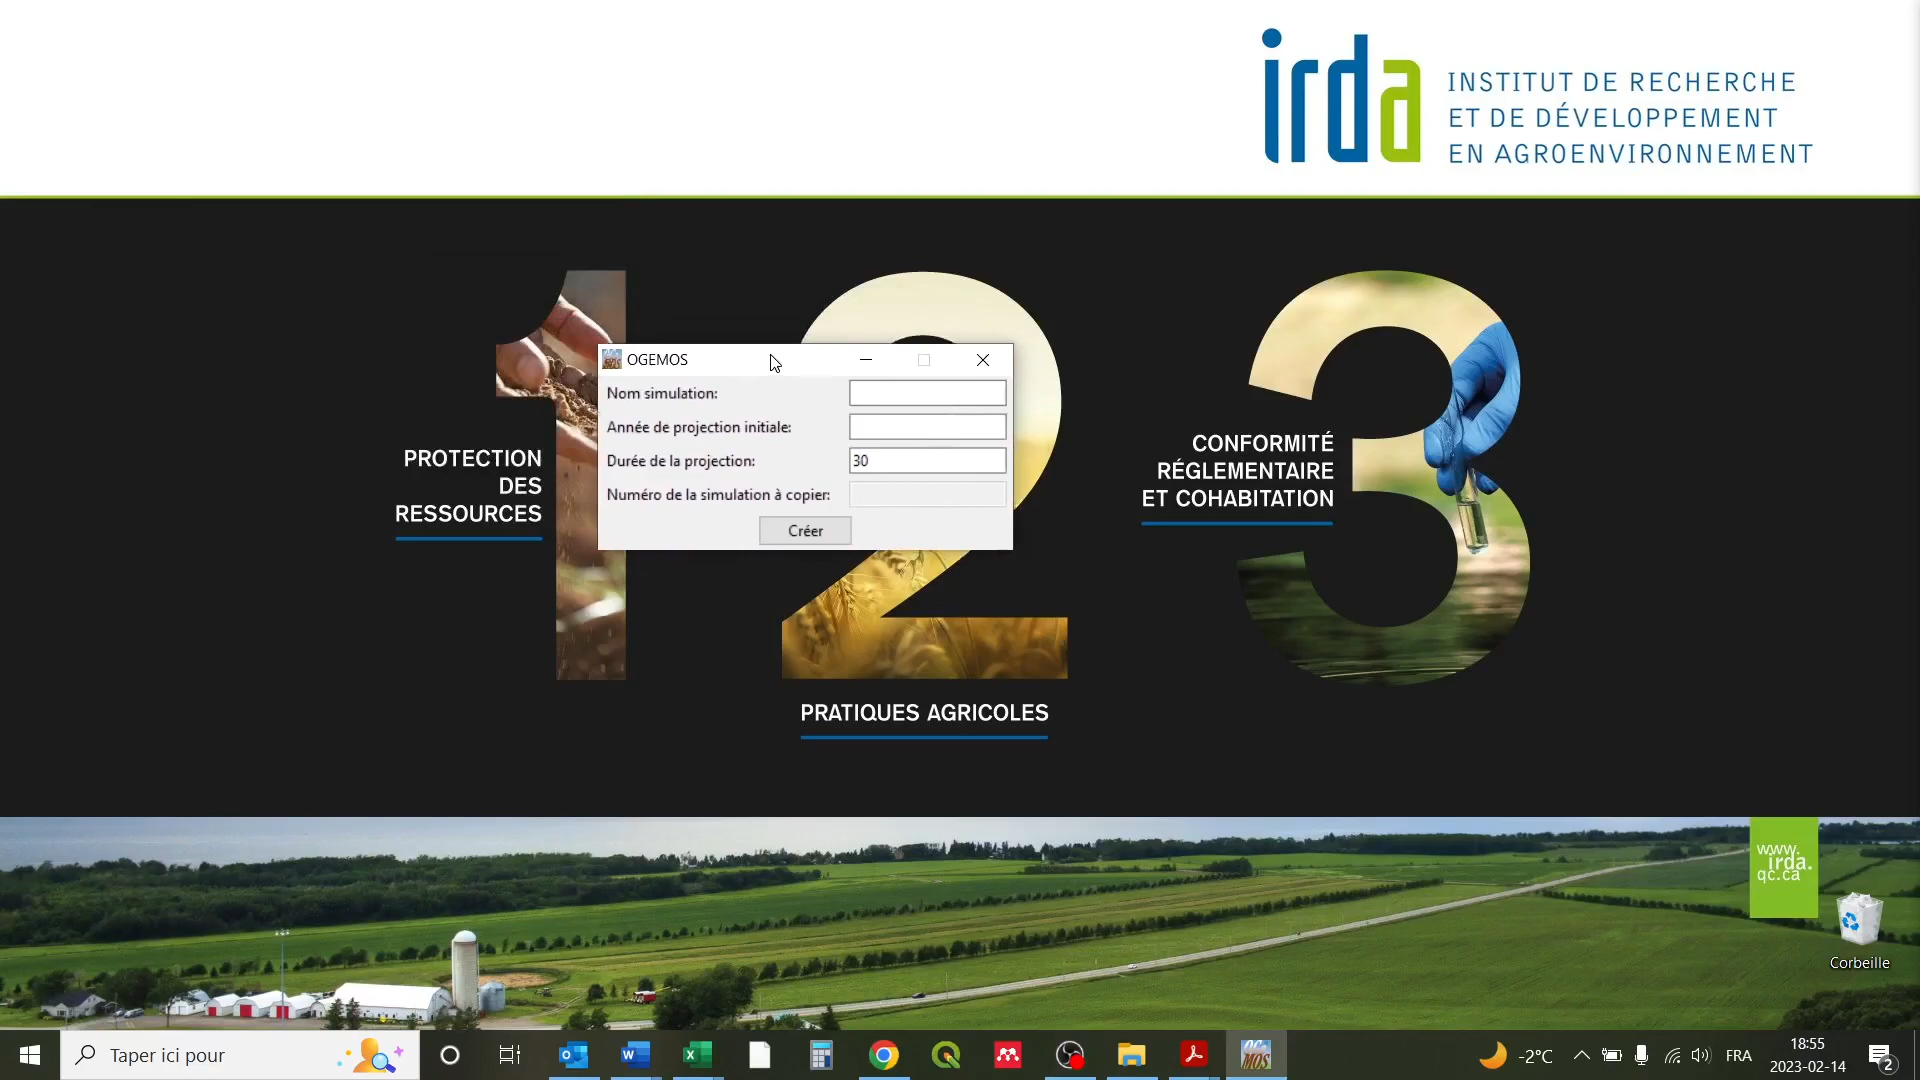 irda
INSTITUT DE RECHERCHE
ET DE DÉVELOPPEMENT
EN AGROENVIRONNEMENT
PROTECTION
DES
RESSOURCES
PRATIQUES AGRICOLES
CONFORMITÉ
RÉGLEMENTAIRE
ET COHABITATION
OGEMOS
Nom simulation:
Année de projection initiale:
Durée de la projection: 30
Numéro de la simulation à copier:
Créer
www.
irda.
qc.ca
Corbeille
Taper ici pour
-2°C
FRA
18:55
2023-02-14
2